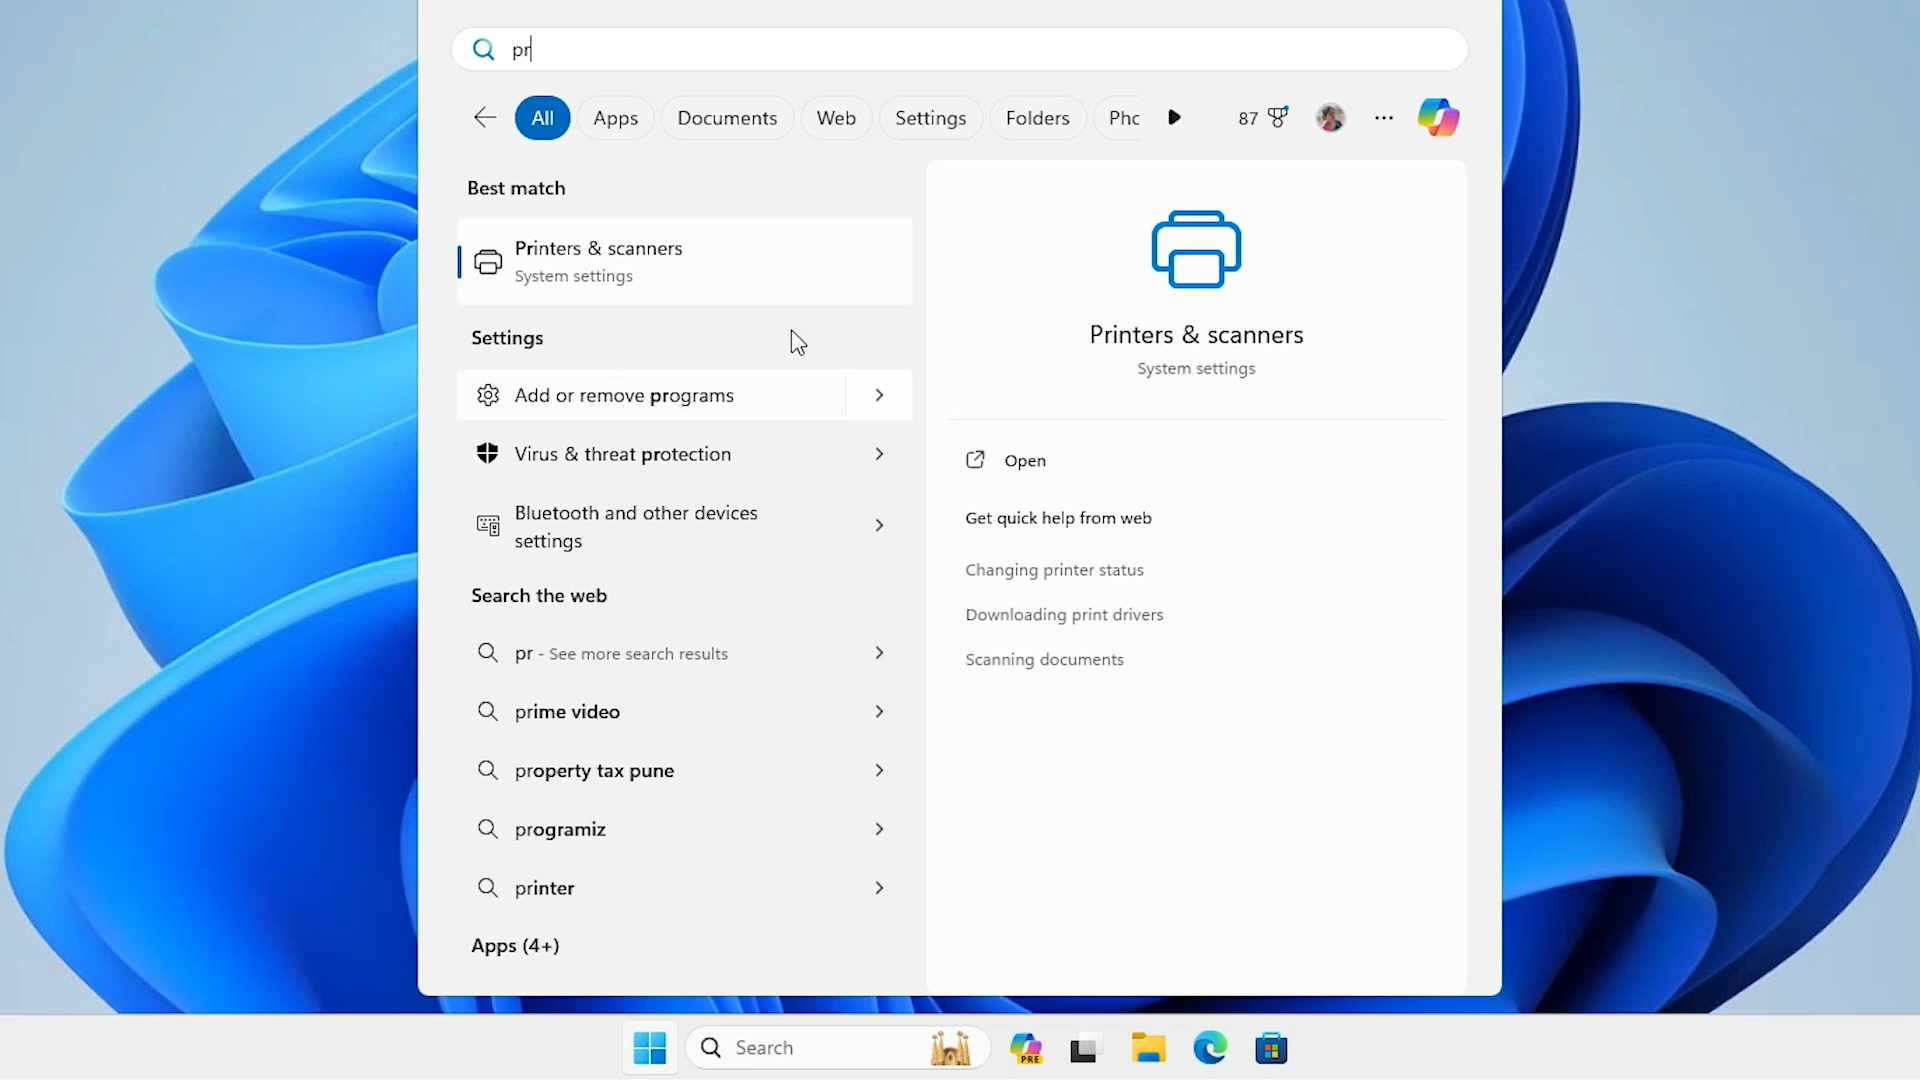 pr
All Apps Documents Web Settings Folders Pho 87
Best match
Printers & scanners
System settings
Settings
Add or remove programs
Virus & threat protection
Bluetooth and other devices
settings
Search the web
pr - See more search results
prime video
property tax pune
programiz
printer
Apps (4+)
Printers & scanners
System settings
Open
Get quick help from web
Changing printer status
Downloading print drivers
Scanning documents
Search
PRE